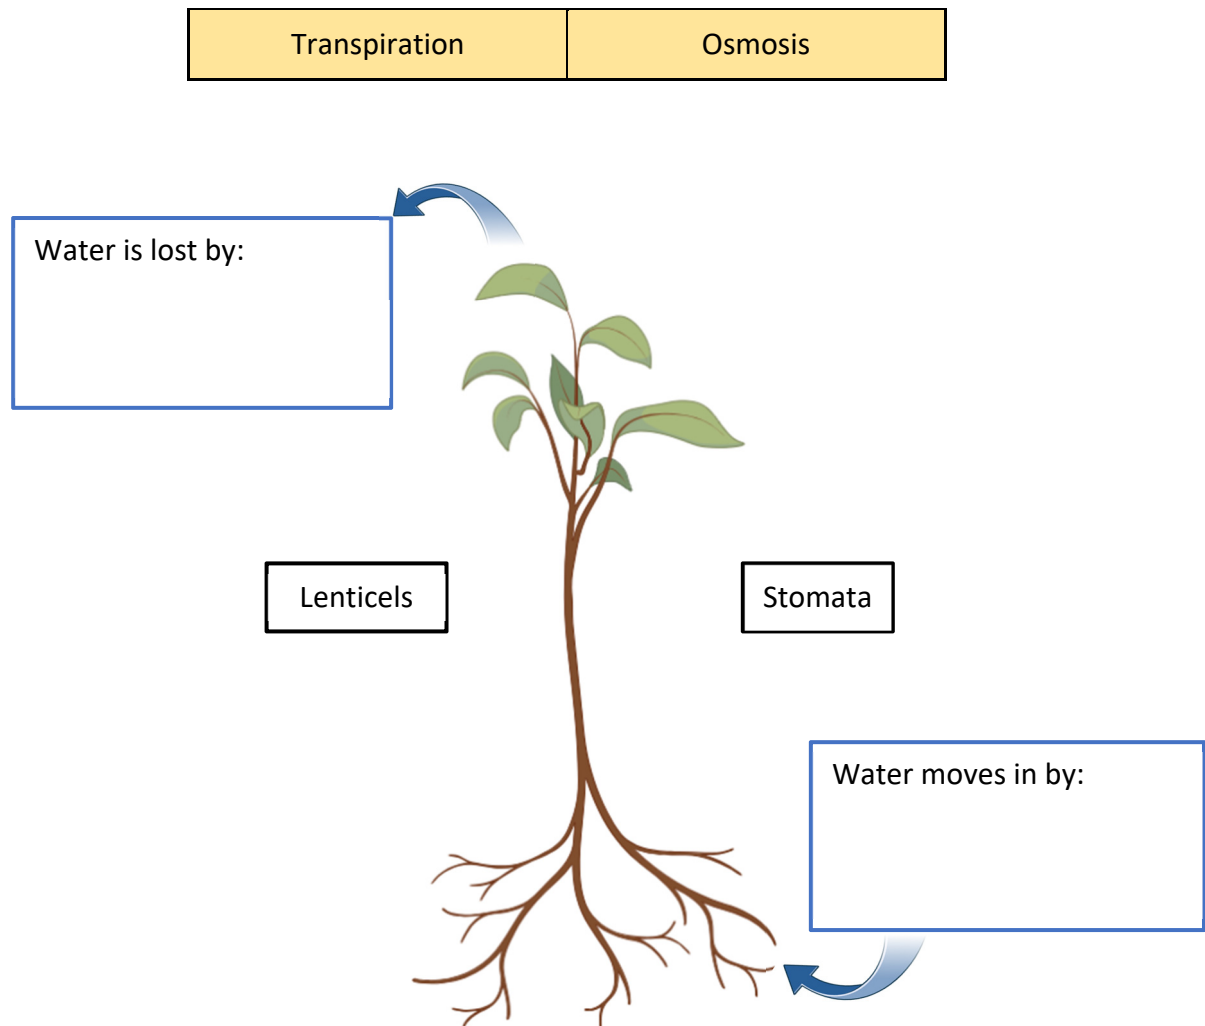 Transpiration
Osmosis
Water is lost by:
Lenticels
Stomata
Water moves in by: